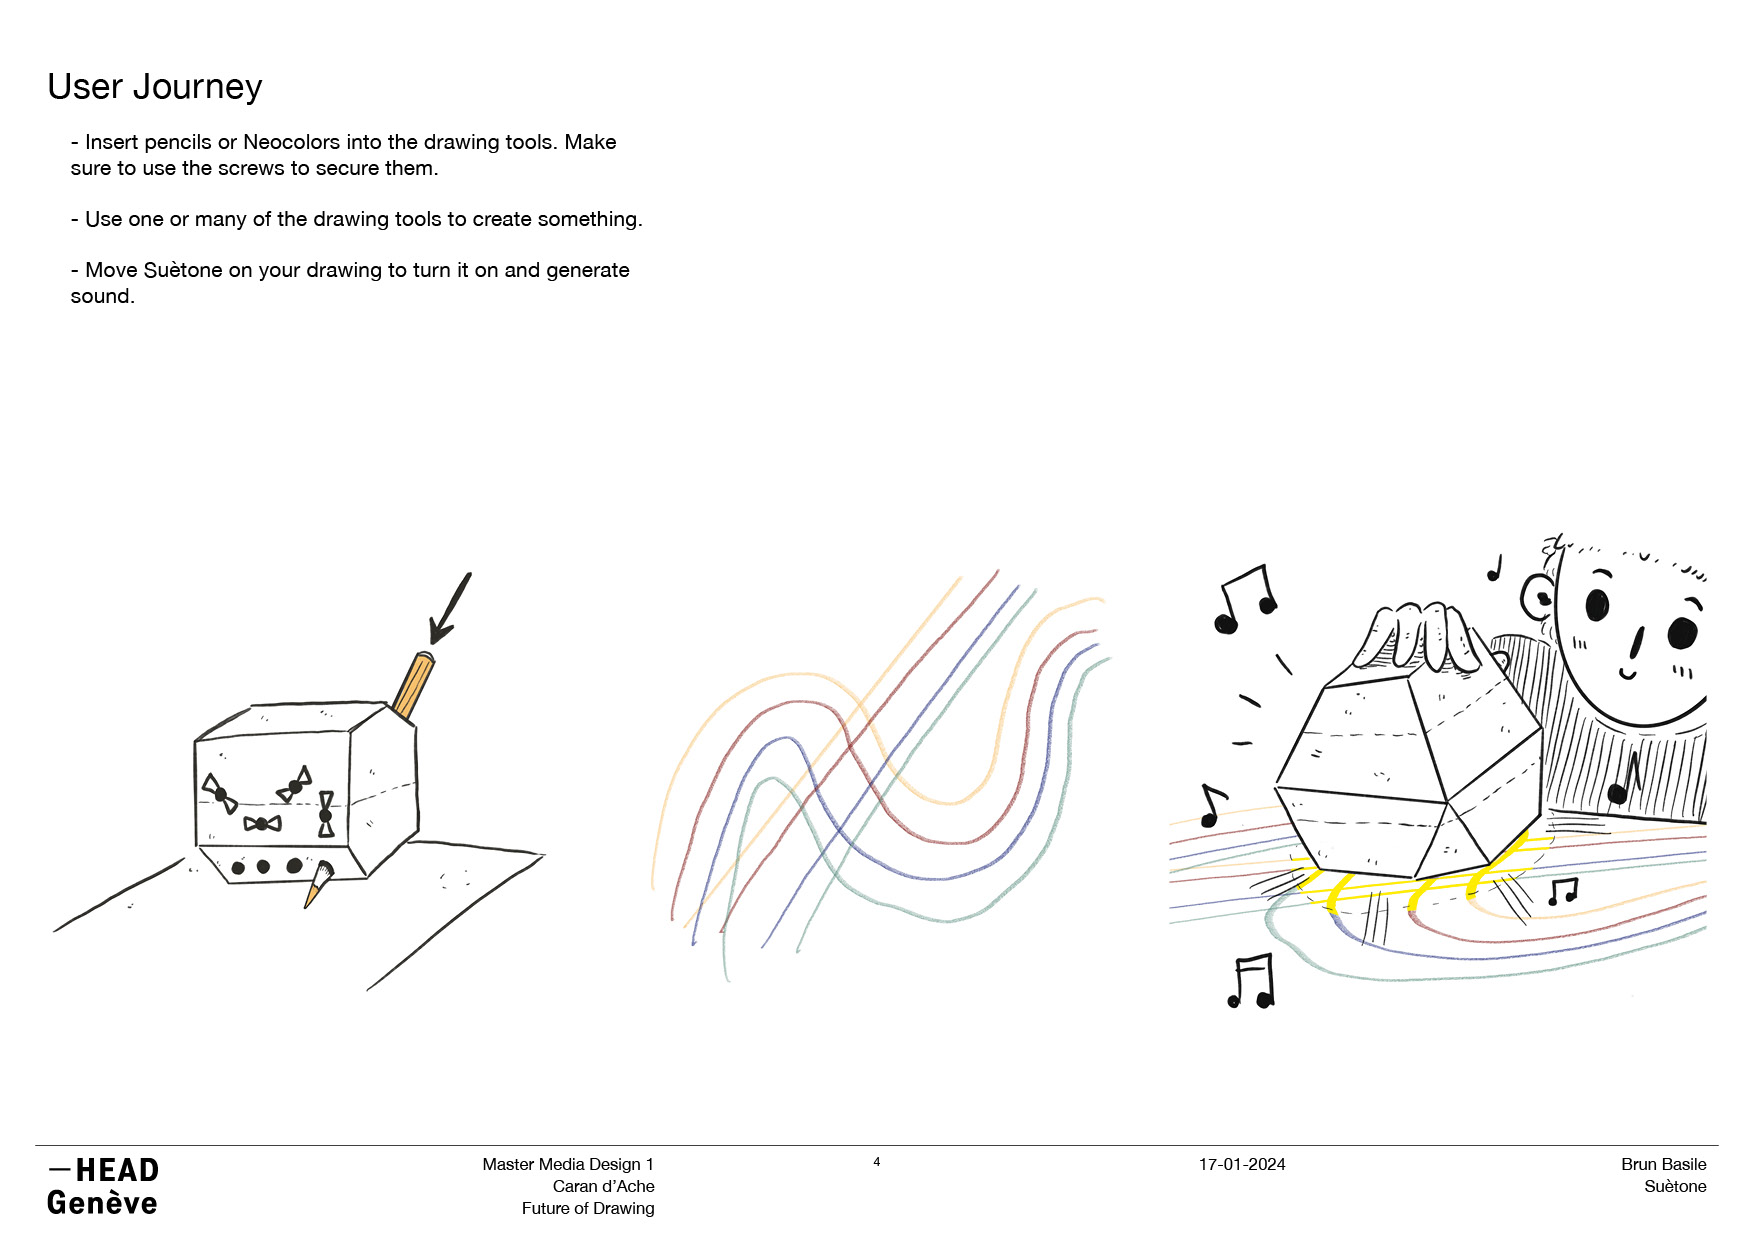 User Journey
- Insert pencils or Neocolors into the drawing tools. Make
sure to use the screws to secure them.
- Use one or many of the drawing tools to create something.
- Move Suètone on your drawing to turn it on and generate
sound.
—HEAD
Genève
Master Media Design 1
Caran d’Ache
Future of Drawing
4
17-01-2024
Brun Basile
Suètone